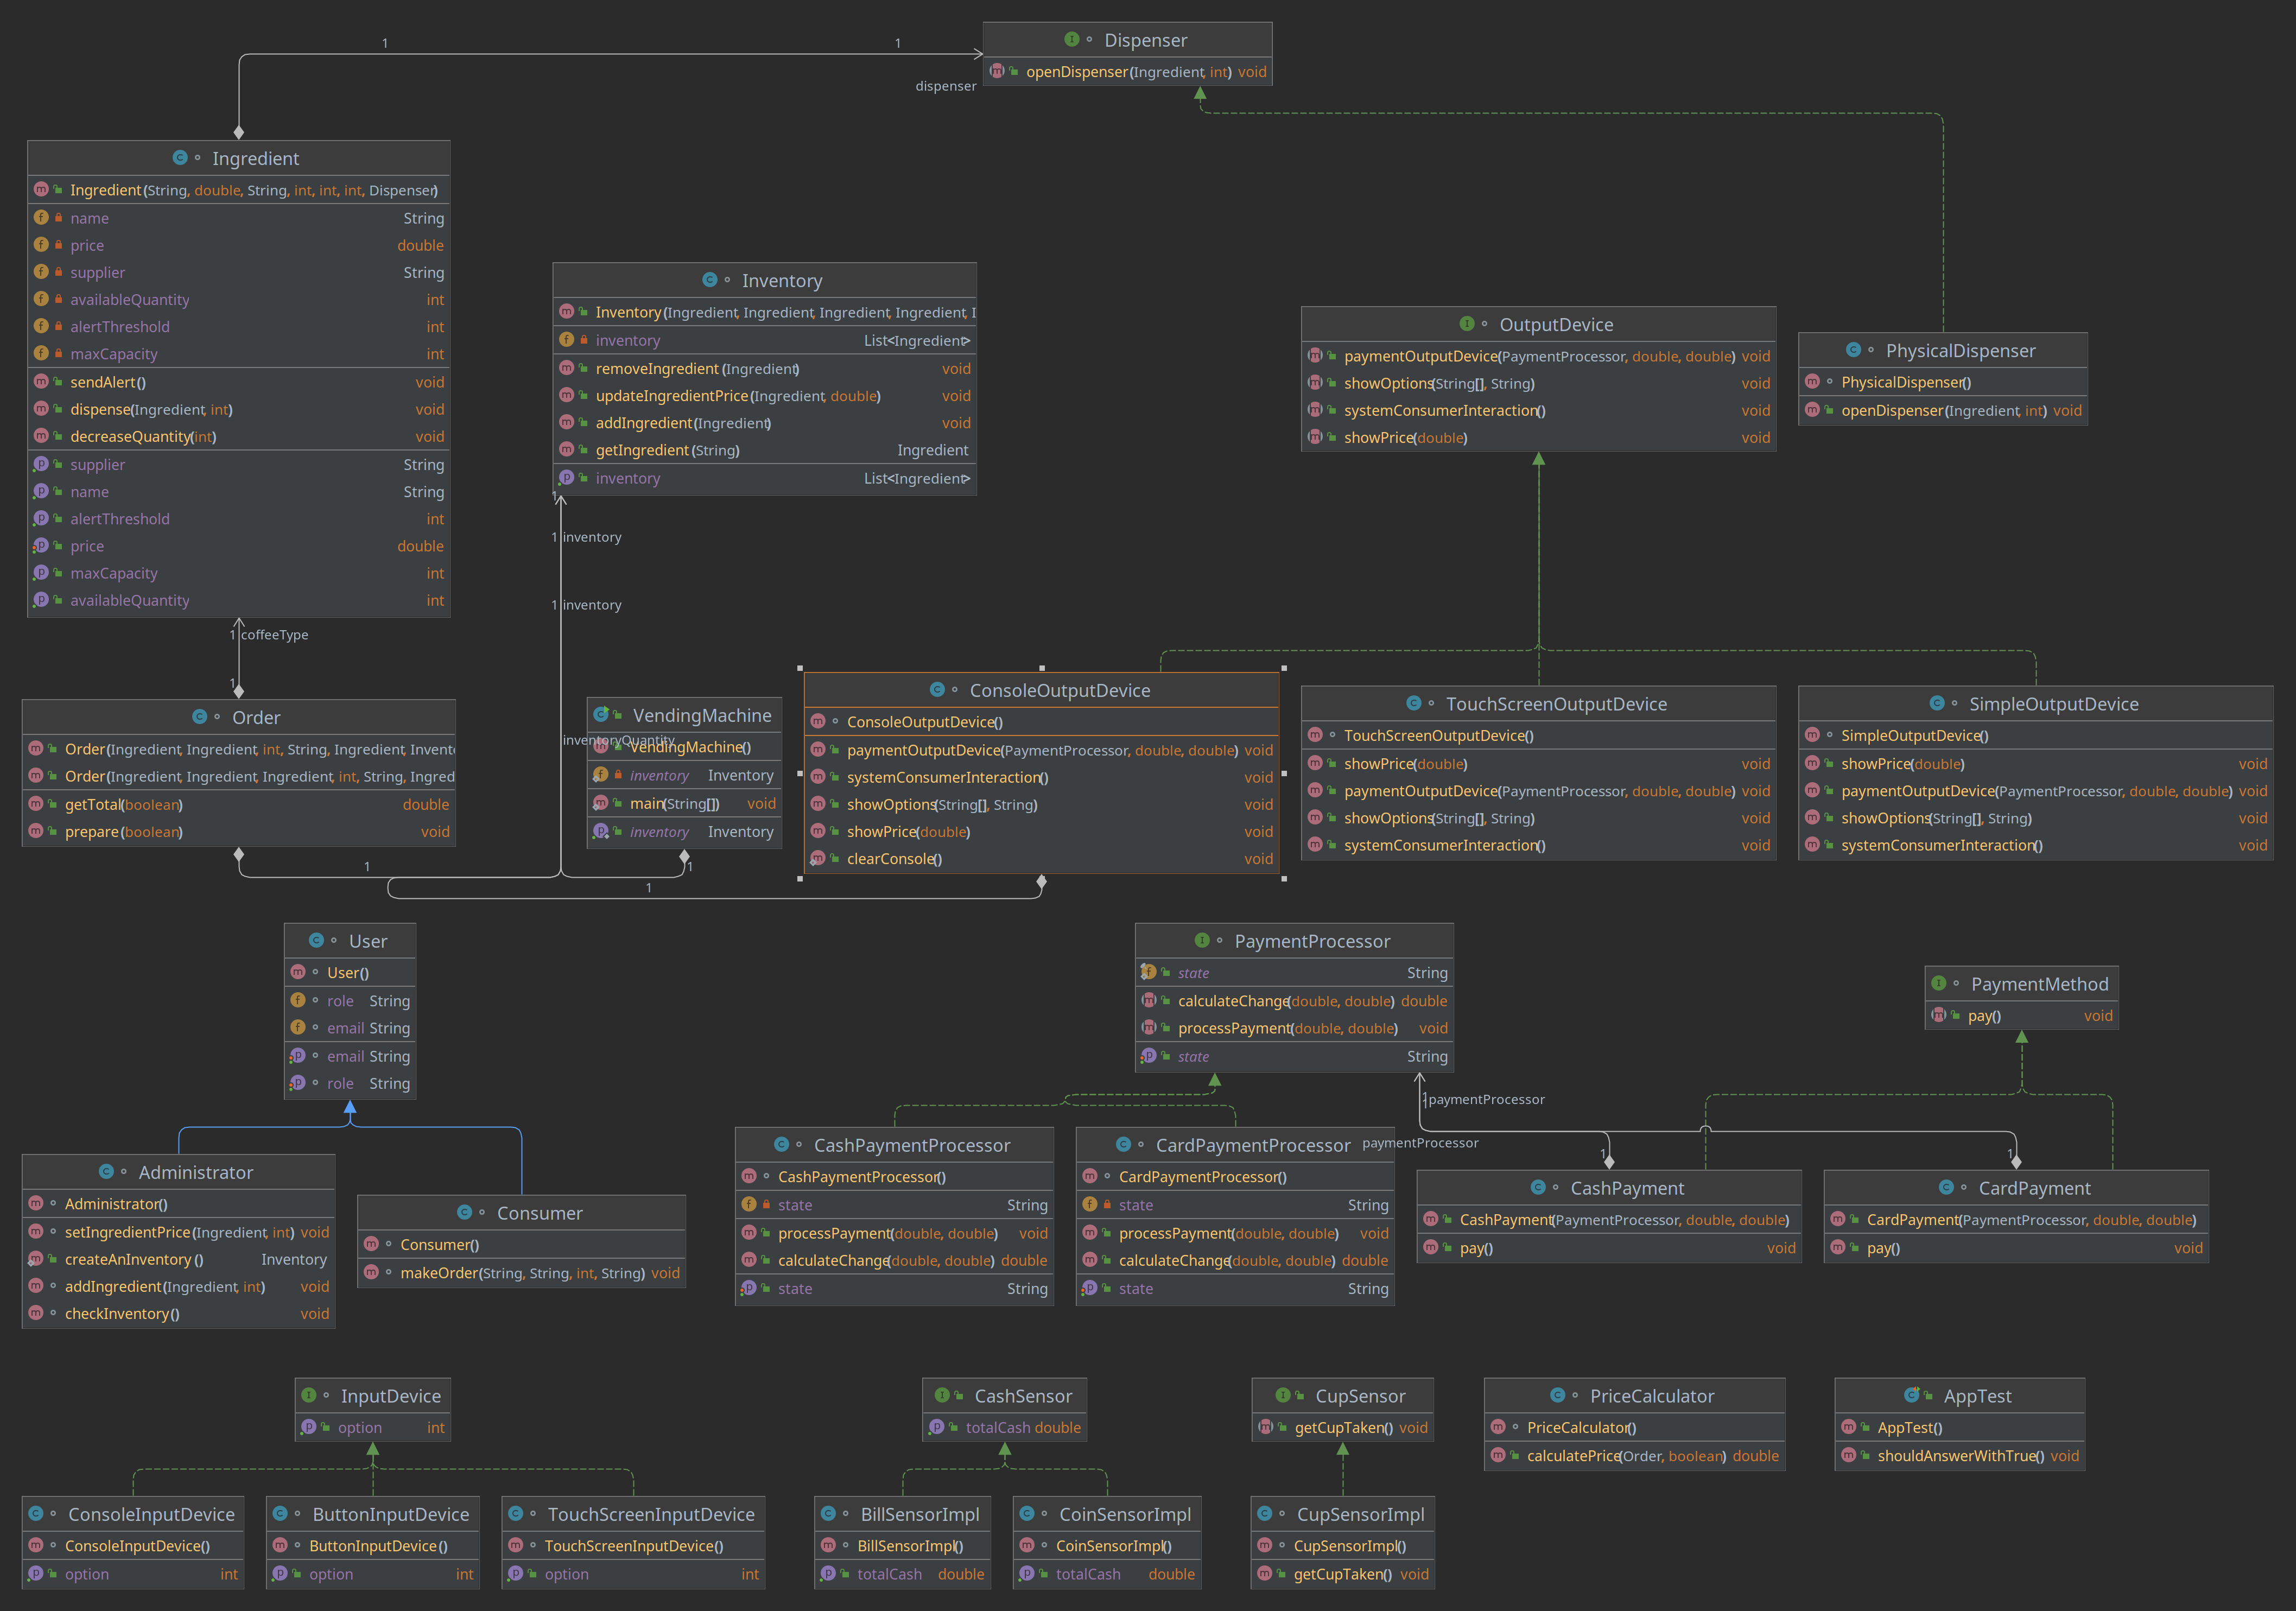 1
1
Dispenser
openDispenser(Ingredient, int) void
dispenser
Ingredient
Ingredient(String, double, String, int, int, int, Dispenser)
name String
price double
supplier String
availableQuantity int
alertThreshold int
maxCapacity int
sendAlert() void
dispense(Ingredient, int) void
decreaseQuantity(int) void
supplier String
name String
alertThreshold int
price double
maxCapacity int
availableQuantity int
Inventory
Inventory(Ingredient, Ingredient, Ingredient, Ingredient, I
inventory List<Ingredient>
removeIngredient(Ingredient) void
updateIngredientPrice(Ingredient, double) void
addIngredient(Ingredient) void
getIngredient(String) Ingredient
inventory List<Ingredient>
1
1 inventory
1 inventory
inventoryQuantity
OutputDevice
paymentOutputDevice(PaymentProcessor, double, double) void
showOptions(String[], String) void
systemConsumerInteraction() void
showPrice(double) void
PhysicalDispenser
PhysicalDispenser()
openDispenser(Ingredient, int) void
1 coffeeType
1
Order
Order(Ingredient, Ingredient, int, String, Ingredient, Invent
Order(Ingredient, Ingredient, Ingredient, int, String, Ingred
getTotal(boolean) double
prepare(boolean) void
VendingMachine
VendingMachine()
inventory Inventory
main(String[]) void
inventory Inventory
1
1
1
ConsoleOutputDevice
ConsoleOutputDevice()
paymentOutputDevice(PaymentProcessor, double, double) void
systemConsumerInteraction() void
showOptions(String[], String) void
showPrice(double) void
clearConsole() void
TouchScreenOutputDevice
TouchScreenOutputDevice()
showPrice(double) void
paymentOutputDevice(PaymentProcessor, double, double) void
showOptions(String[], String) void
systemConsumerInteraction() void
SimpleOutputDevice
SimpleOutputDevice()
showPrice(double) void
paymentOutputDevice(PaymentProcessor, double, double) void
showOptions(String[], String) void
systemConsumerInteraction() void
User
User()
role String
email String
email String
role String
PaymentProcessor
state String
calculateChange(double, double) double
processPayment(double, double) void
state String
PaymentMethod
pay() void
1 paymentProcessor
paymentProcessor
1
1
Administrator
Administrator()
setIngredientPrice(Ingredient, int) void
createAnInventory() Inventory
addIngredient(Ingredient, int) void
checkInventory() void
Consumer
Consumer()
makeOrder(String, String, int, String) void
CashPaymentProcessor
CashPaymentProcessor()
state String
processPayment(double, double) void
calculateChange(double, double) double
state String
CardPaymentProcessor
CardPaymentProcessor()
state String
processPayment(double, double) void
calculateChange(double, double) double
state String
CashPayment
CashPayment(PaymentProcessor, double, double)
pay() void
CardPayment
CardPayment(PaymentProcessor, double, double)
pay() void
InputDevice
option int
CashSensor
totalCash double
CupSensor
getCupTaken() void
PriceCalculator
PriceCalculator()
calculatePrice(Order, boolean) double
AppTest
AppTest()
shouldAnswerWithTrue() void
ConsoleInputDevice
ConsoleInputDevice()
option int
ButtonInputDevice
ButtonInputDevice()
option int
TouchScreenInputDevice
TouchScreenInputDevice()
option int
BillSensorImpl
BillSensorImpl()
totalCash double
CoinSensorImpl
CoinSensorImpl()
totalCash double
CupSensorImpl
CupSensorImpl()
getCupTaken() void